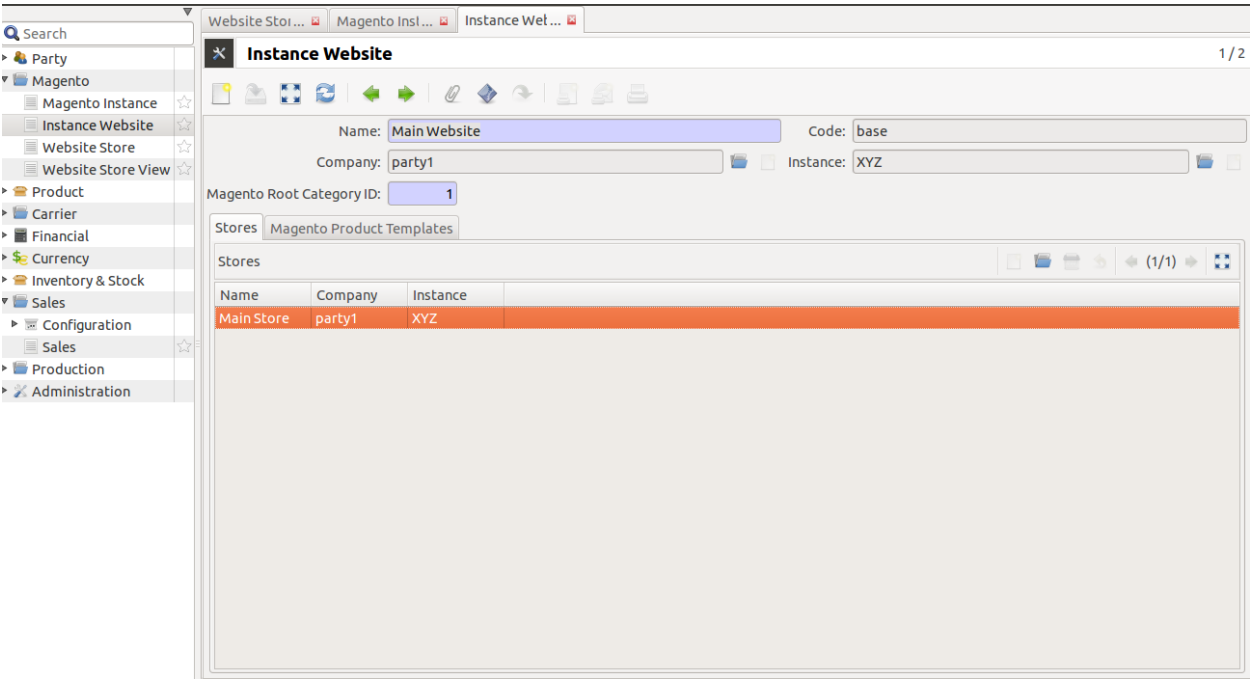 Website Stor ... Magento Inst... Instance Wet ...
Search
Instance Website 1 / 2
Party
Magento
Magento Instance
Instance Website
Website Store
Website Store View
Product
Carrier
Financial
Currency
Inventory & Stock
Sales
Configuration
Sales
Production
Administration
Name: Main Website Code: base
Company: party1 Instance: XYZ
Magento Root Category ID: 1
Stores Magento Product Templates
Stores (1/1)
Name Company Instance
Main Store party1 XYZ